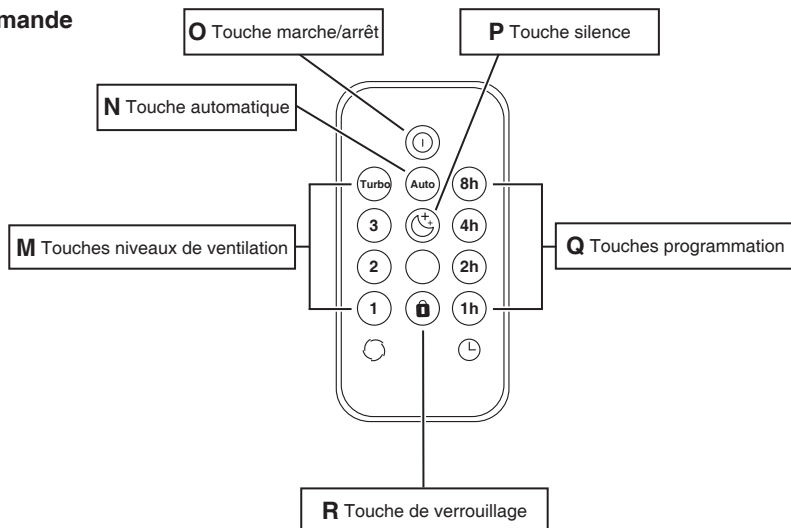 mande
O Touche marche/arrêt
P Touche silence
N Touche automatique
Turbo Auto 8h
3 4h
M Touches niveaux de ventilation
Q Touches programmation
2 2h
1 1h
R Touche de verrouillage